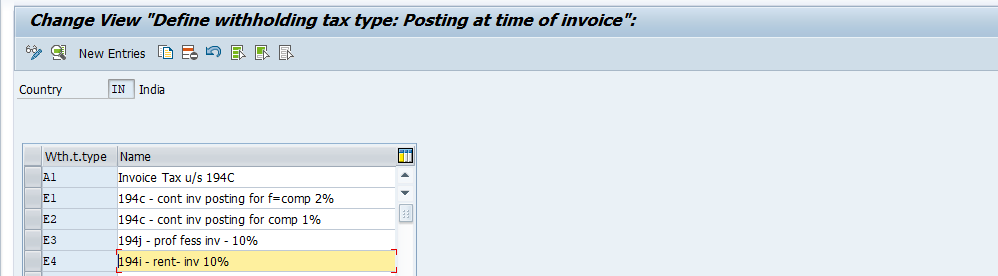 Change View "Define withholding tax type: Posting at time of invoice":
New Entries
Country IN India
Wth.t.type Name
A1 Invoice Tax u/s 194C
E1 194c - cont inv posting for f=comp 2%
E2 194c - cont inv posting for comp 1%
E3 194j - prof fess inv - 10%
E4 194i - rent- inv 10%